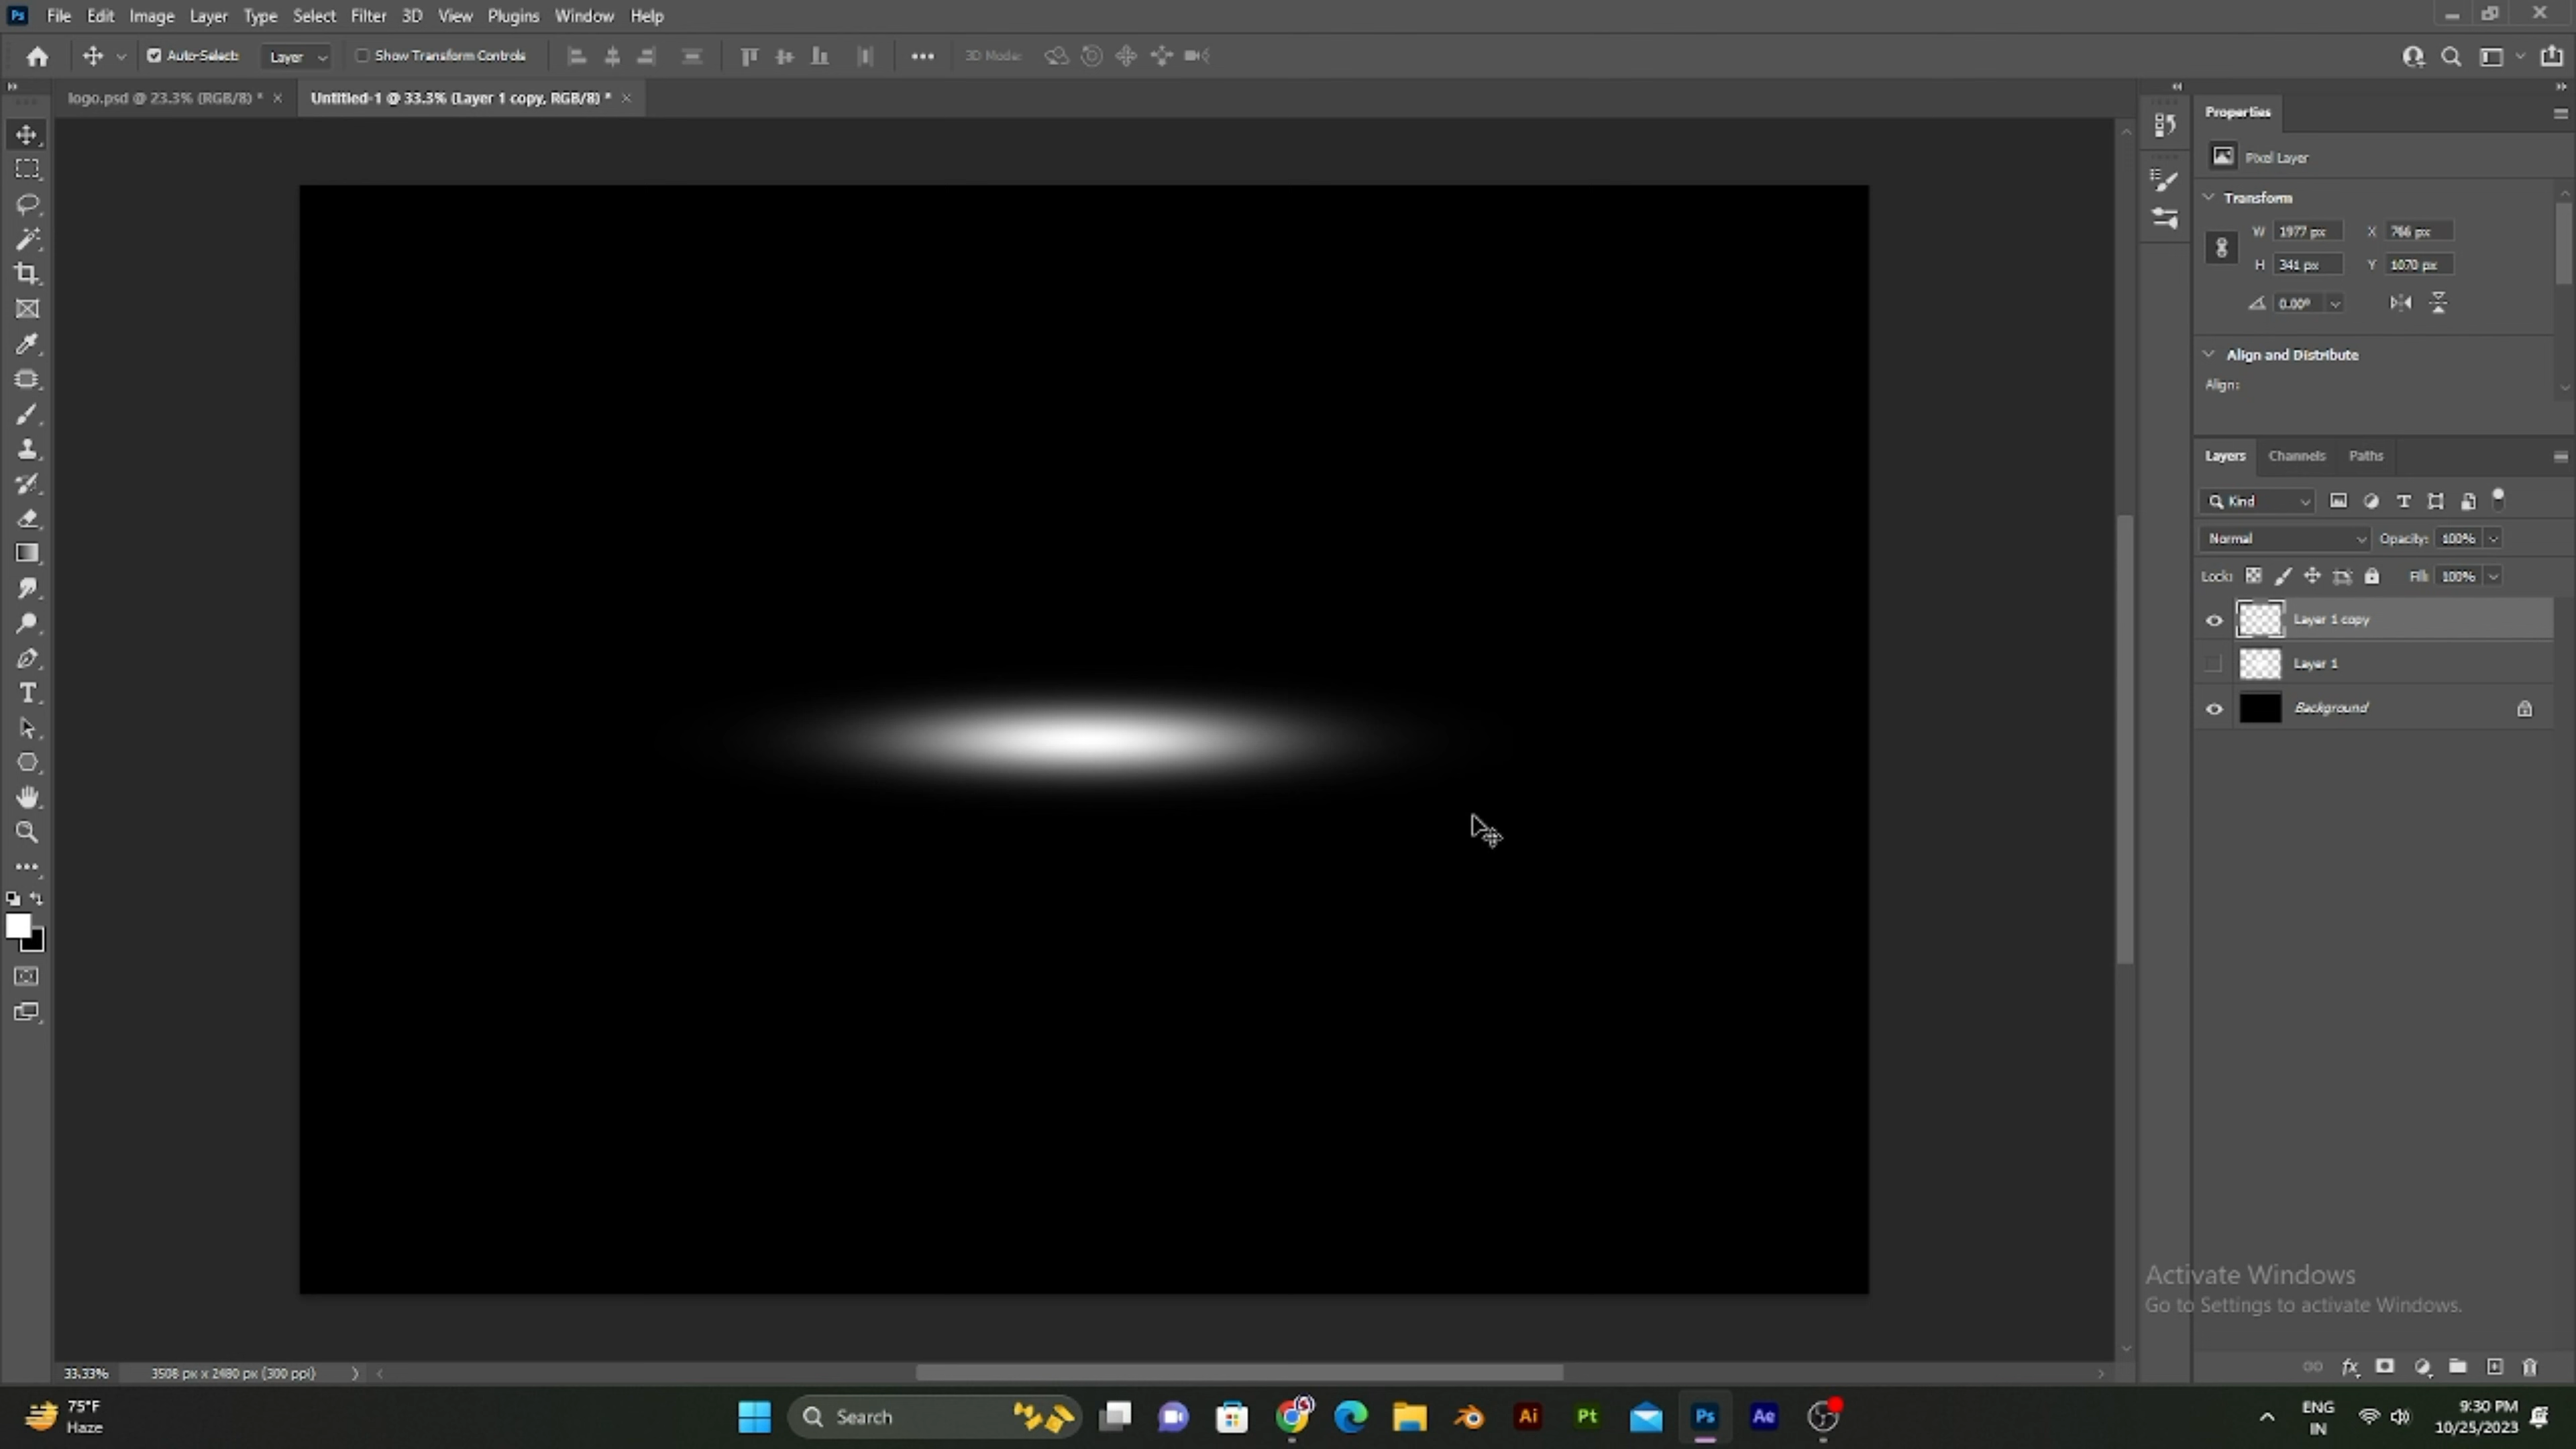 Ps File Edit Image Layer Type Select Filter 3D View Plugins Window Help
Auto-Select: Layer Show Transform Controls 3D Mode:
logo.psd @ 23.3% (RGB/8) * × Untitled-1 @ 33.3% (Layer 1 copy, RGB/8) * ×
Properties
Pixel Layer
Transform
W 1977 px X 766 px
H 341 px Y 1070 px
0.00°
Align and Distribute
Align:
Layers Channels Paths
Kind
Normal Opacity: 100%
Lock: Fill: 100%
Layer 1 copy
Layer 1
Background
Activate Windows
Go to Settings to activate Windows.
33.33% 3508 px x 2480 px (300 ppi)
75°F
Haze
Search
Ai Pt Ps Ae
ENG
IN
9:30 PM
10/25/2023